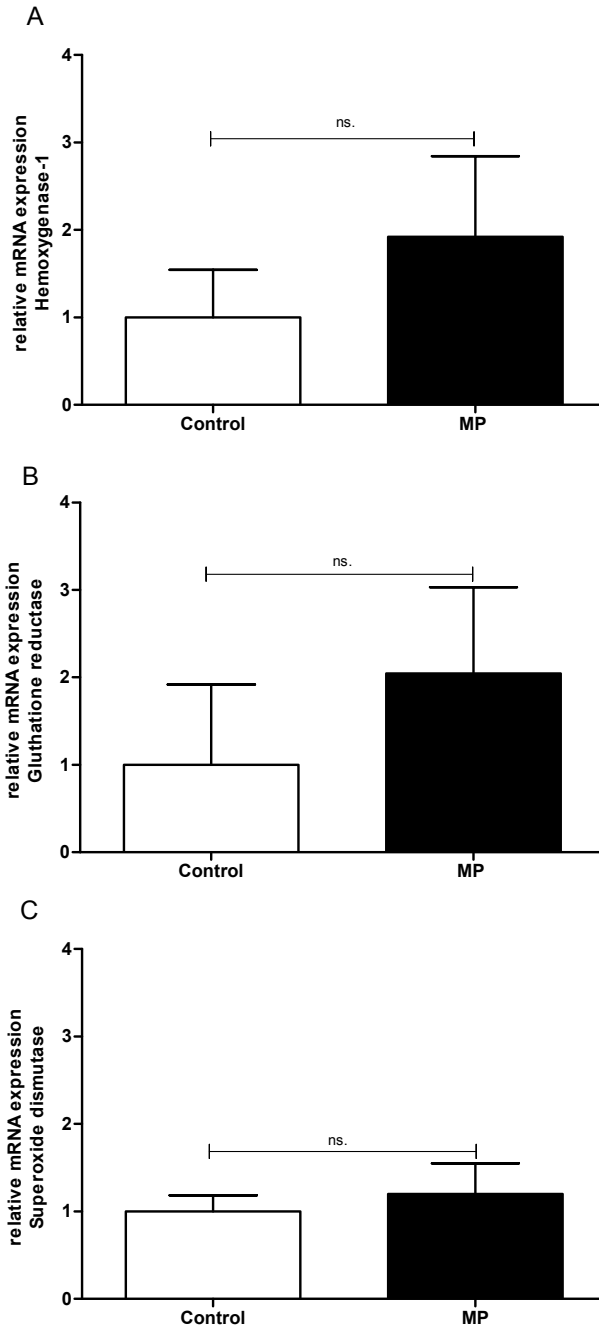 A
relative mRNA expression
Hemoxygenase-1
4
3
2
1
0
ns.
Control
MP
B
relative mRNA expression
Gluthatione reductase
4
3
2
1
0
ns.
Control
MP
C
relative mRNA expression
Superoxide dismutase
4
3
2
1
0
ns.
Control
MP